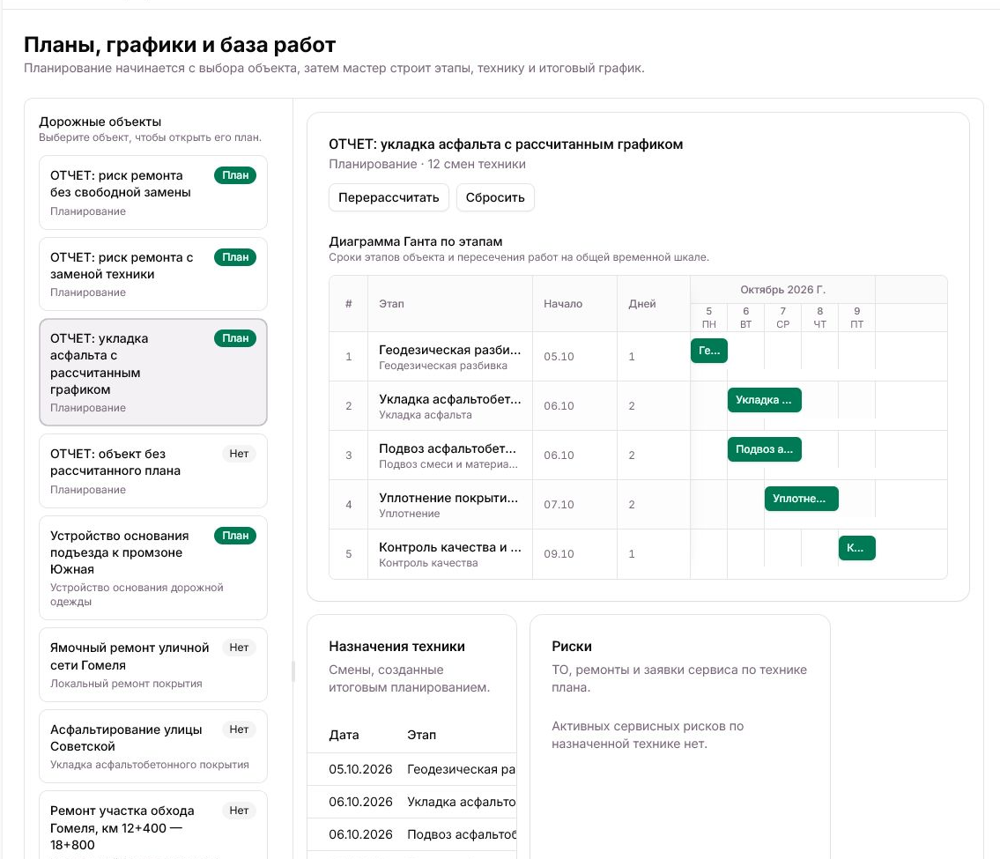 Планы, графики и база работ
Планирование начинается с выбора объекта, затем мастер строит этапы, технику и итоговый график.
Дорожные объекты
Выберите объект, чтобы открыть его план.
ОТЧЕТ: риск ремонта
без свободной замены
План
Планирование
ОТЧЕТ: риск ремонта с
заменой техники
План
Планирование
ОТЧЕТ: укладка
асфальта с
рассчитанным
графиком
План
Планирование
ОТЧЕТ: объект без
рассчитанного плана
Нет
Планирование
Устройство основания
подъезда к промзоне
Южная
План
Устройство основания дорожной
одежды
Ямочный ремонт уличной
сети Гомеля
Нет
Локальный ремонт покрытия
Асфальтирование улицы
Советской
Нет
Укладка асфальтобетонного покрытия
Ремонт участка обхода
Гомеля, км 12+400 —
18+800
Нет
ОТЧЕТ: укладка асфальта с рассчитанным графиком
Планирование · 12 смен техники
Перерассчитать Сбросить
Диаграмма Ганта по этапам
Сроки этапов объекта и пересечения работ на общей временной шкале.
# Этап Начало Дней Октябрь 2026 Г.
5 6 7 8 9
ПН ВТ СР ЧТ ПТ
1 Геодезическая разби... 05.10 1 Ге...
Геодезическая разбивка
2 Укладка асфальтобет... 06.10 2 Укладка ...
Укладка асфальта
3 Подвоз асфальтобет... 06.10 2 Подвоз а...
Подвоз смеси и материа...
4 Уплотнение покрыти... 07.10 2 Уплотне...
Уплотнение
5 Контроль качества и ... 09.10 1 К...
Контроль качества
Назначения техники
Смены, созданные
итоговым планированием.
Дата Этап
05.10.2026 Геодезическая ра
06.10.2026 Укладка асфальто
06.10.2026 Подвоз асфальтоб
Риски
ТО, ремонты и заявки сервиса по технике
плана.
Активных сервисных рисков по
назначенной технике нет.